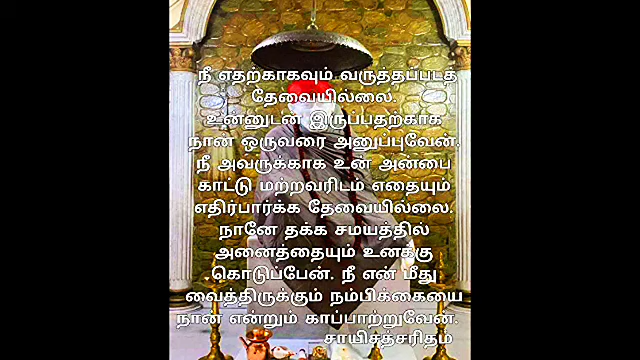 நீ எதற்காகவும் வருத்தப்படத்
தேவையில்லை.
உன்னுடன் இருப்பதற்காக
நான் ஒருவரை அனுப்புவேன்.
நீ அவருக்காக உன் அன்பை
காட்டு மற்றவரிடம் எதையும்
எதிர்பார்க்க தேவையில்லை.
நானே தக்க சமயத்தில்
அனைத்தையும் உனக்கு
கொடுப்பேன். நீ என் மீது
வைத்திருக்கும் நம்பிக்கையை
நான் என்றும் காப்பாற்றுவேன்.
சாயிசத்சரிதம்